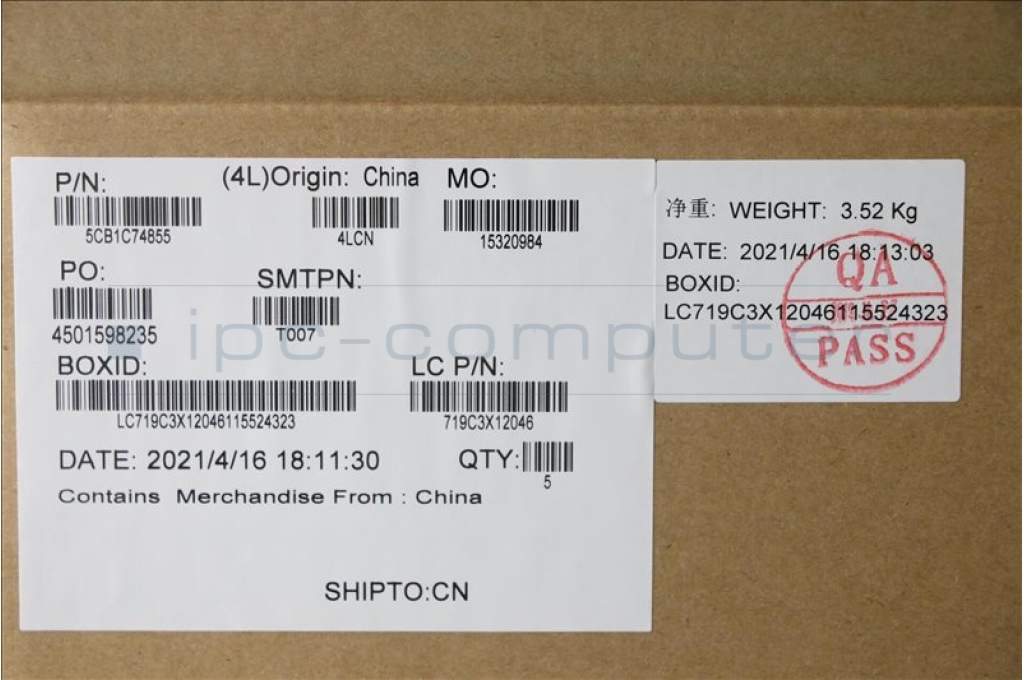 P/N:
5CB1C74855
(4L)Origin: China
4LCN
MO:
15320984
PO:
4501598235
SMTPN:
T007
BOXID:
LC719C3X12046115524323
LC P/N:
719C3X12046
DATE: 2021/4/16 18:11:30
QTY:
5
Contains Merchandise From : China
SHIPTO:CN
净重: WEIGHT: 3.52 Kg
DATE: 2021/4/16 18:13:03
BOXID:
LC719C3X12046115524323
QA
PASS
ipc-computer